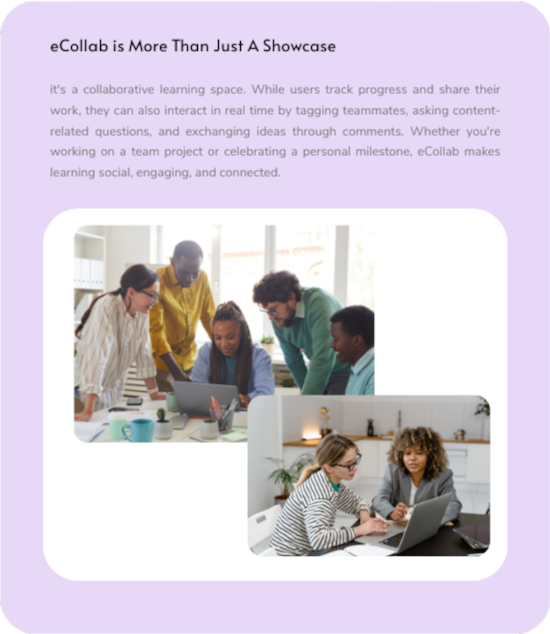 eCollab is More Than Just A Showcase
it's a collaborative learning space. While users track progress and share their
work, they can also interact in real time by tagging teammates, asking content-
related questions, and exchanging ideas through comments. Whether you're
working on a team project or celebrating a personal milestone, eCollab makes
learning social, engaging, and connected.